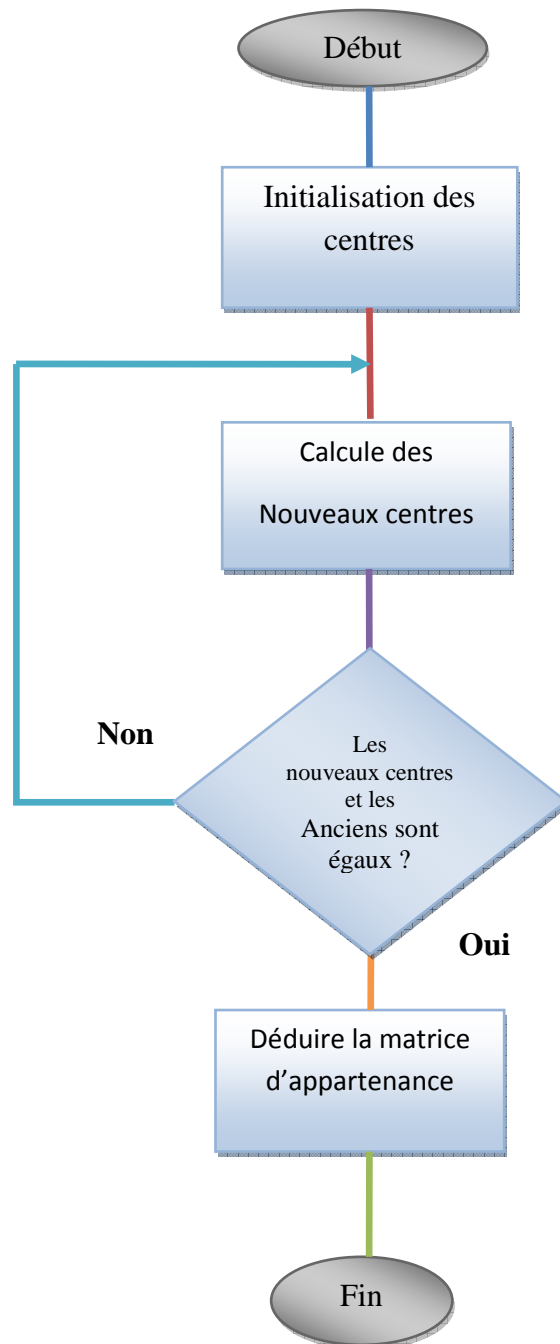 Début
Initialisation des
centres
Calcule des
Nouveaux centres
Non
Les
nouveaux centres
et les
Anciens sont
égaux ?
Oui
Déduire la matrice
d’appartenance
Fin